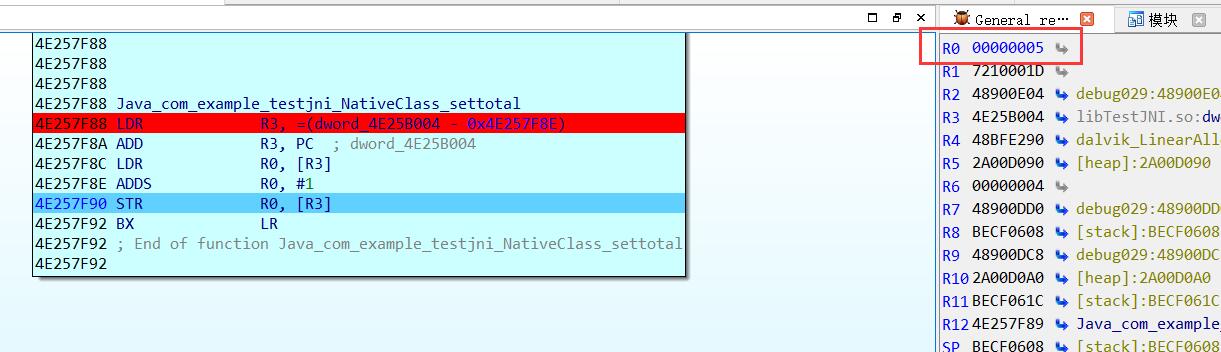 General re…
模块
4E257F88
4E257F88
4E257F88
4E257F88 Java_com_example_testjni_NativeClass_settotal
4E257F88 LDR R3, =(dword_4E25B004 - 0x4E257F8E)
4E257F8A ADD R3, PC ; dword_4E25B004
4E257F8C LDR R0, [R3]
4E257F8E ADDS R0, #1
4E257F90 STR R0, [R3]
4E257F92 BX LR
4E257F92 ; End of function Java_com_example_testjni_NativeClass_settotal
4E257F92
R0 00000005
R1 7210001D
R2 48900E04 debug029:48900E04
R3 4E25B004 libTestJNI.so:dw
R4 48BFE290 dalvik_LinearAll
R5 2A00D090 [heap]:2A00D090
R6 00000004
R7 48900DD0 debug029:48900DD
R8 BECF0608 [stack]:BECF0608
R9 48900DC8 debug029:48900DC
R10 2A00D0A0 [heap]:2A00D0A0
R11 BECF061C [stack]:BECF061C
R12 4E257F89 Java_com_example_
SP BECF0608 [stack]:BECF0608